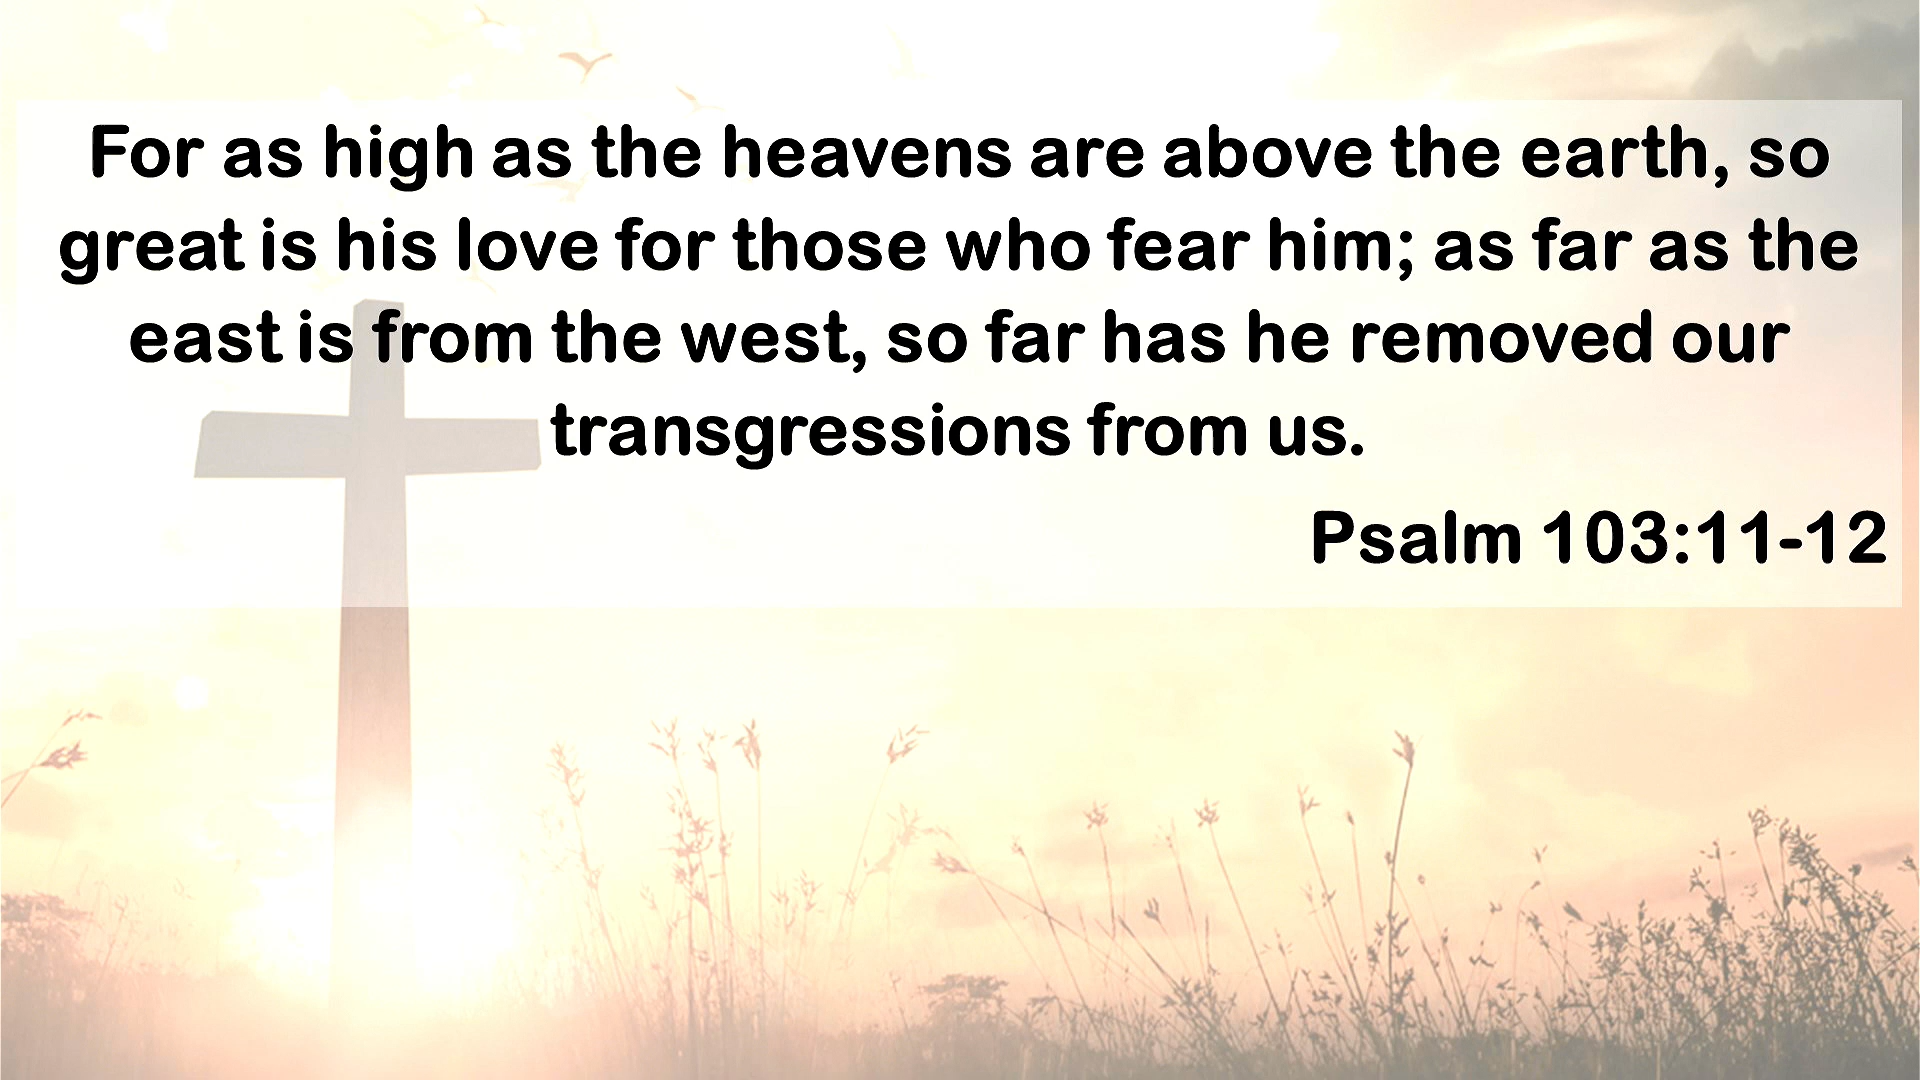 For as high as the heavens are above the earth, so
great is his love for those who fear him; as far as the
east is from the west, so far has he removed our
transgressions from us.
Psalm 103:11-12